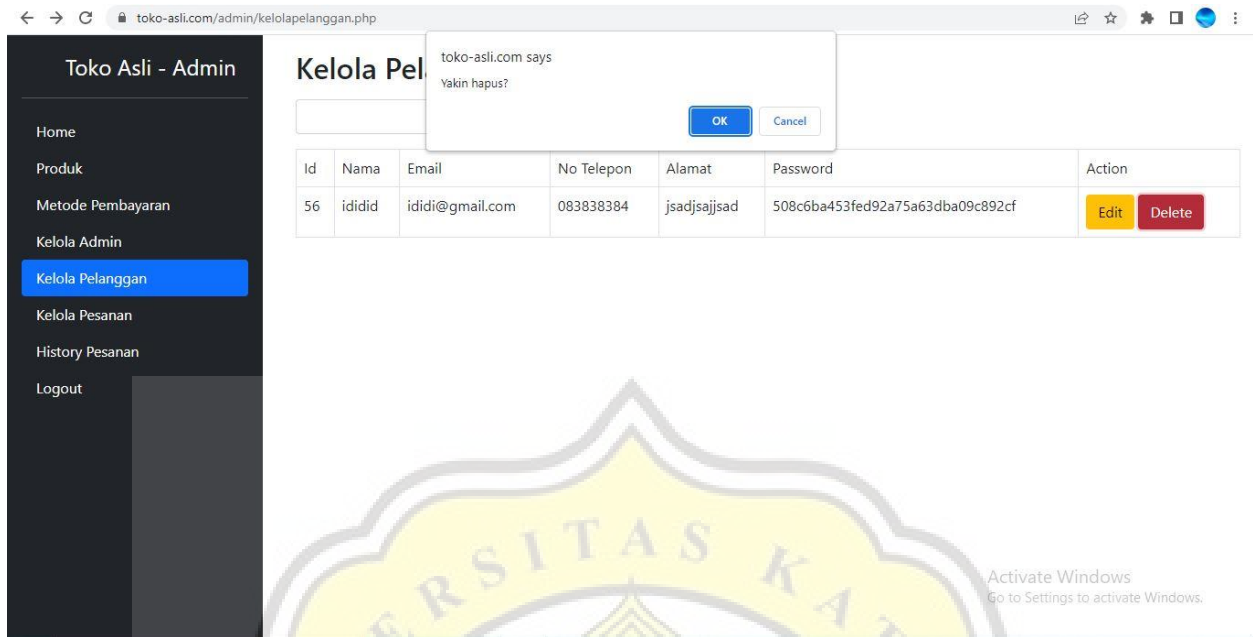 toko-asli.com/admin/kelolapelanggan.php
Toko Asli - Admin
Home
Produk
Metode Pembayaran
Kelola Admin
Kelola Pelanggan
Kelola Pesanan
History Pesanan
Logout
Kelola Pel
toko-asli.com says
Yakin hapus?
OK Cancel
Id Nama Email No Telepon Alamat Password Action
56 ididid ididi@gmail.com 083838384 jsadjsajjsad 508c6ba453fed92a75a63dba09c892cf Edit Delete
ERSITAS KAT
Activate Windows
Go to Settings to activate Windows.